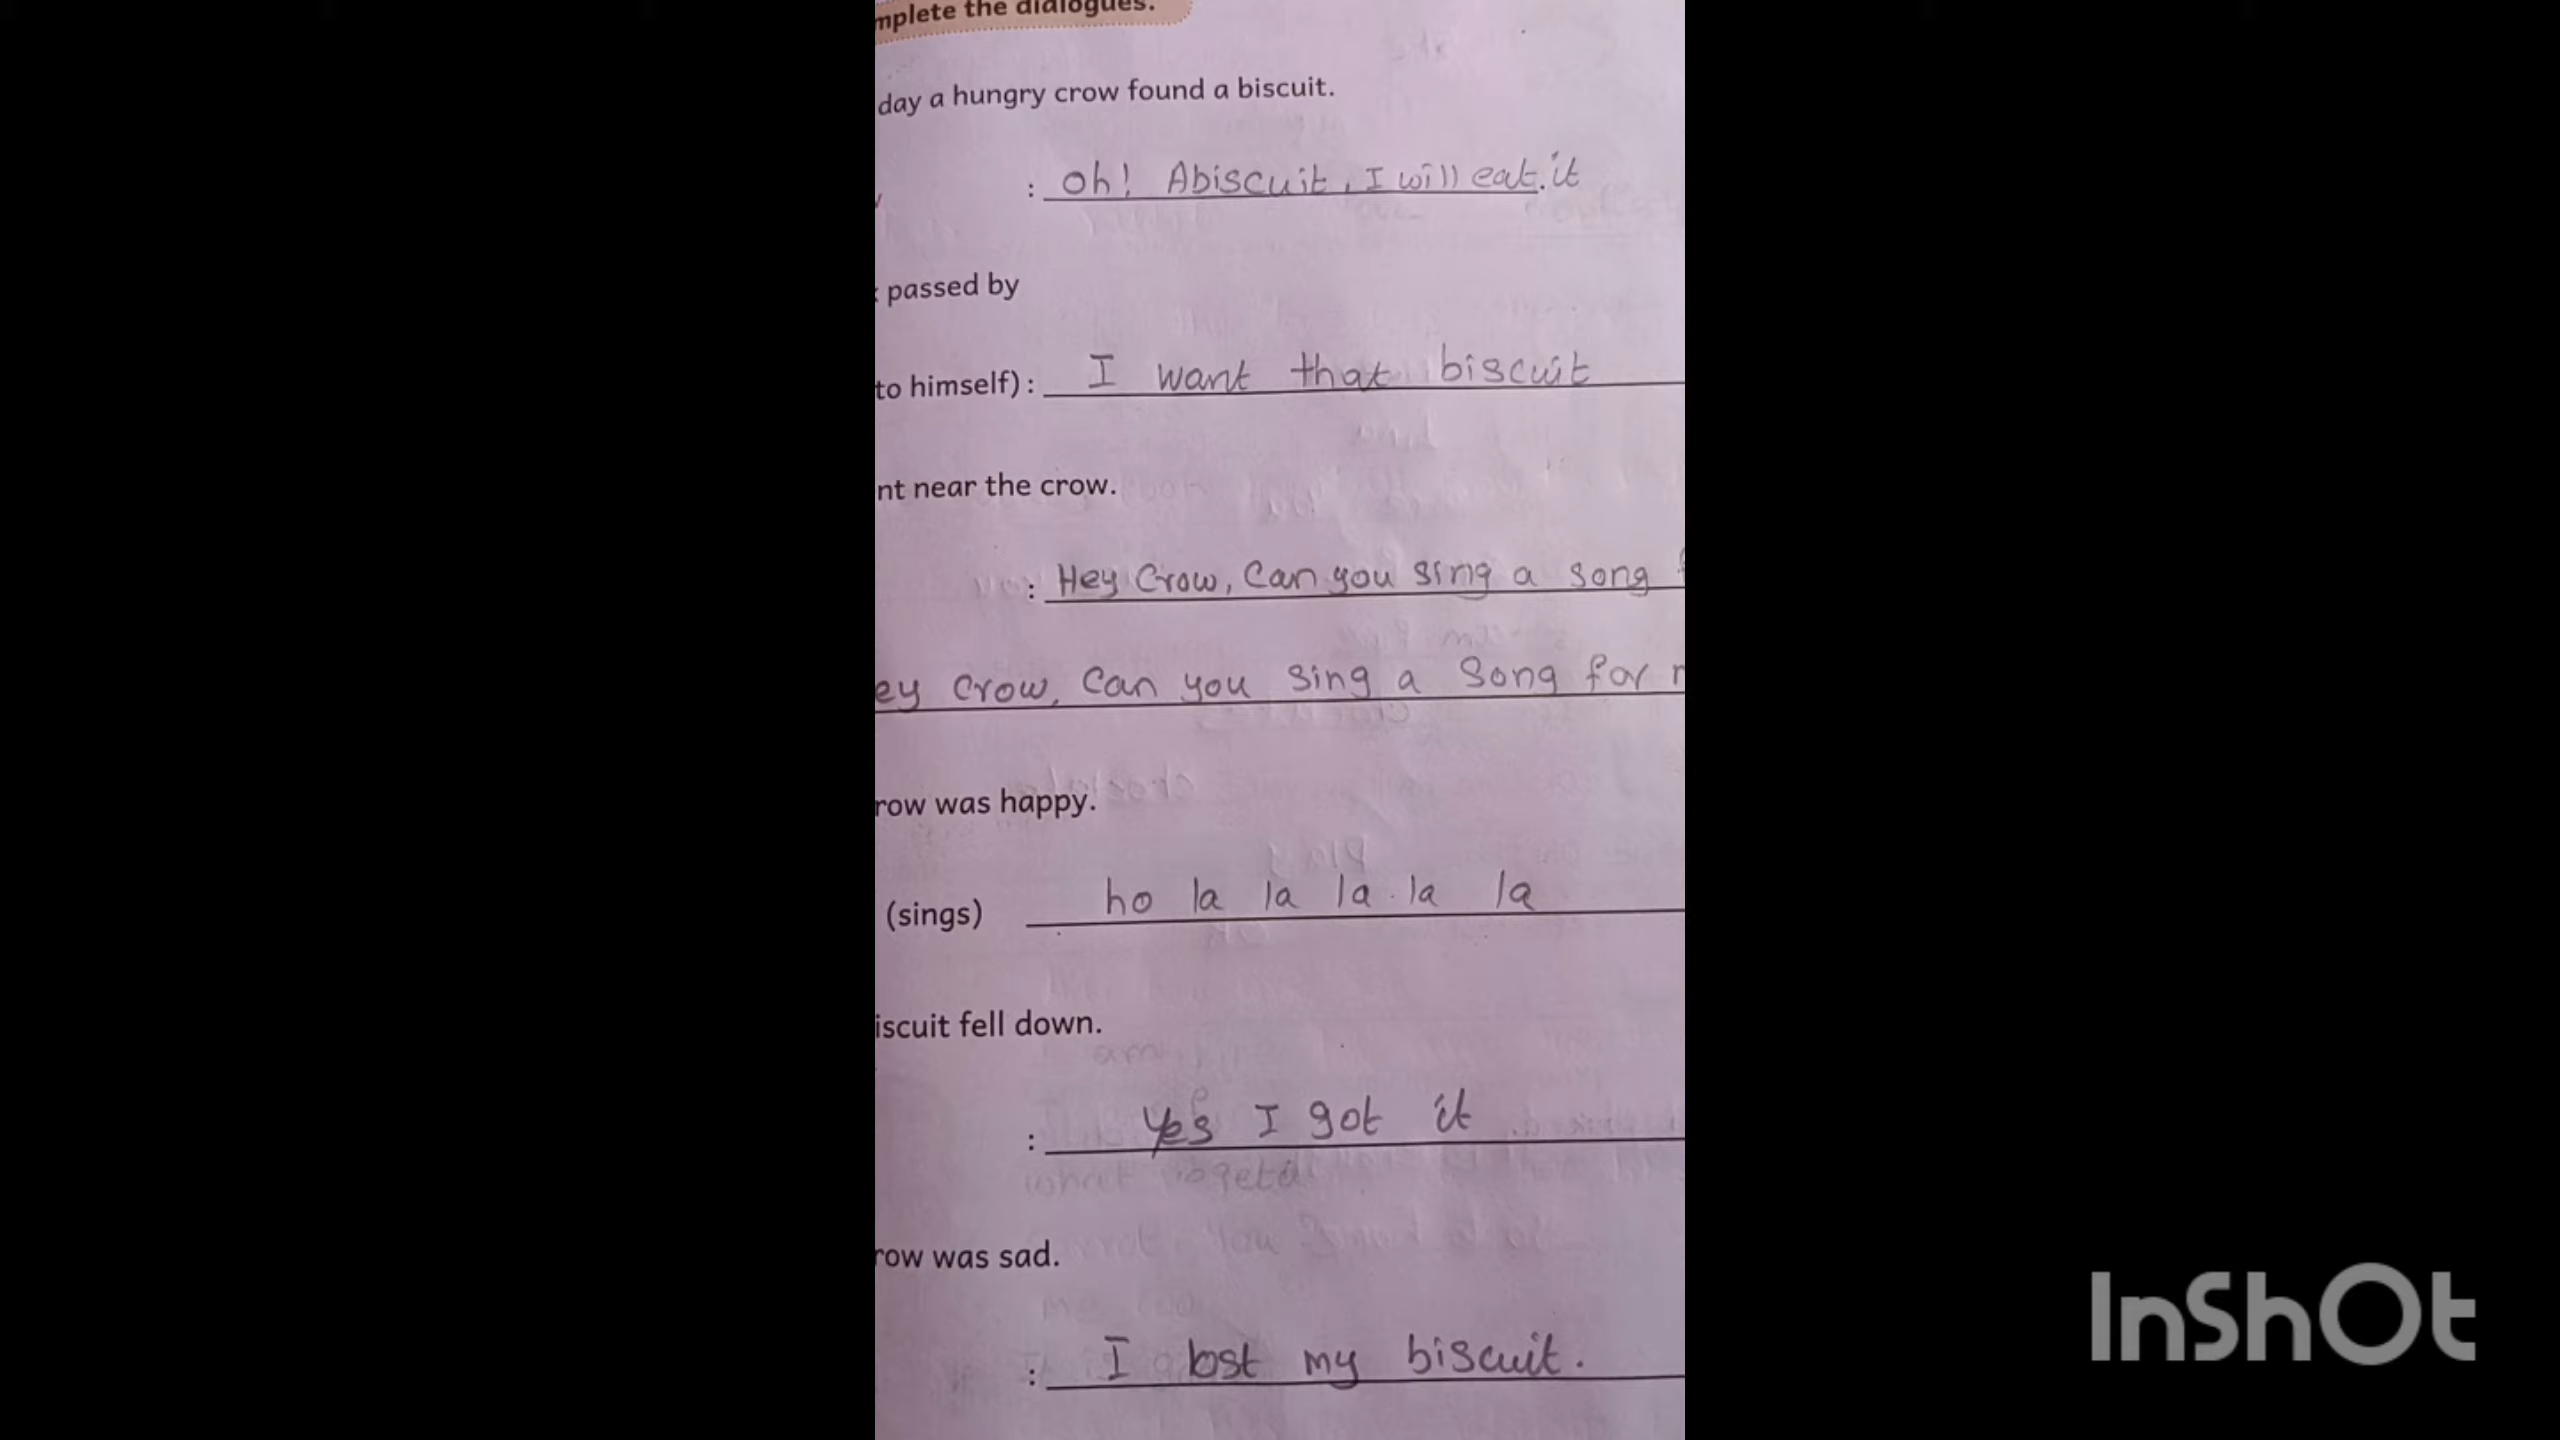 mplete the dialogues.
day a hungry crow found a biscuit.
: oh! Abiscuit, I will eat.it
passed by
to himself) : I want that biscuit
nt near the crow.
: Hey Crow, Can you sing a song
ey Crow, Can you sing a Song for
row was happy.
(sings) ho la la la la la
iscuit fell down.
: Yes I got it
row was sad.
: I lost my biscuit.
InShOt